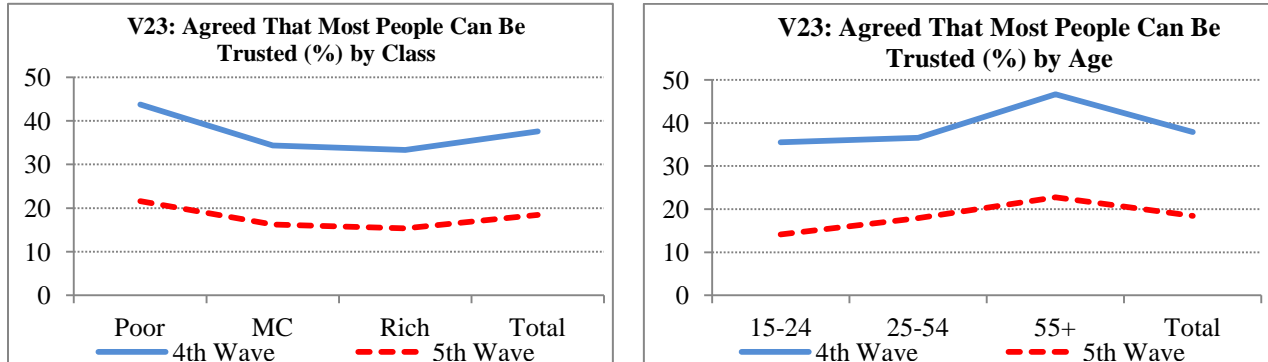 V23: Agreed That Most People Can Be
Trusted (%) by Class
50
40
30
20
10
0
Poor MC Rich Total
4th Wave 5th Wave
V23: Agreed That Most People Can Be
Trusted (%) by Age
50
40
30
20
10
0
15-24 25-54 55+ Total
4th Wave 5th Wave